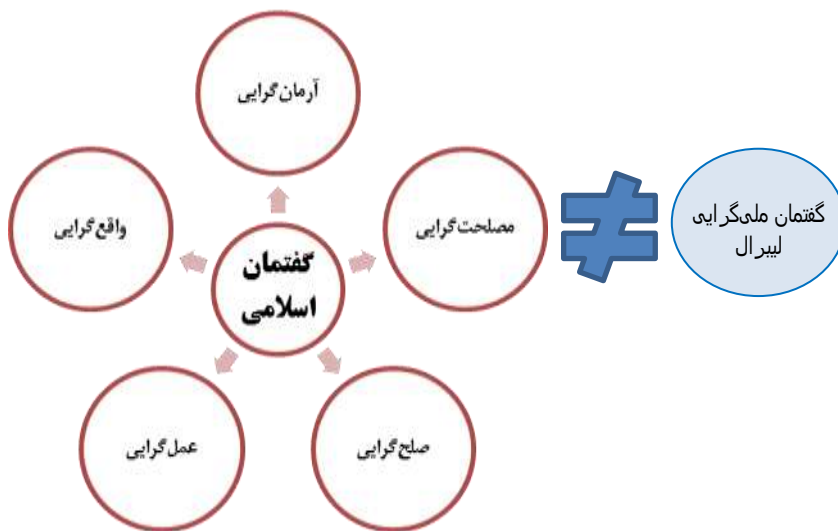 آرمان‌گرایی
واقع‌گرایی
مصلحت‌گرایی
گفتمان ملی‌گرایی
لیبرال
گفتمان
اسلامی
عمل‌گرایی
صلح‌گرایی